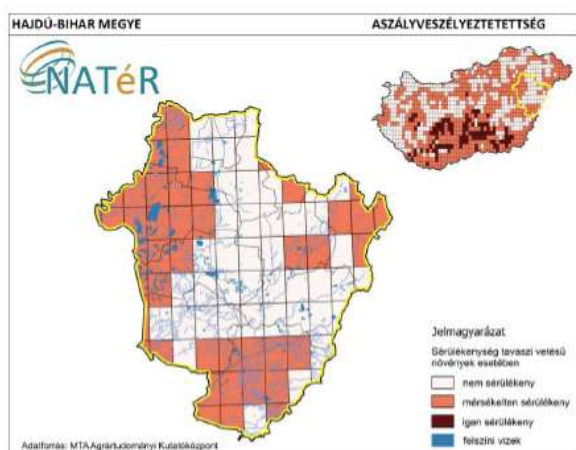 HAJDÚ-BIHAR MEGYE
ASZÁLYVESZÉLYEZTETETTSÉG
NATéR
Jelmagyarázat
Sérülékenység tavaszi vetésű
növények esetében
nem sérülékeny
mérsékelten sérülékeny
igen sérülékeny
felszíni vizek
Adatforrás: MTA Agrártudományi Kutatóközpont